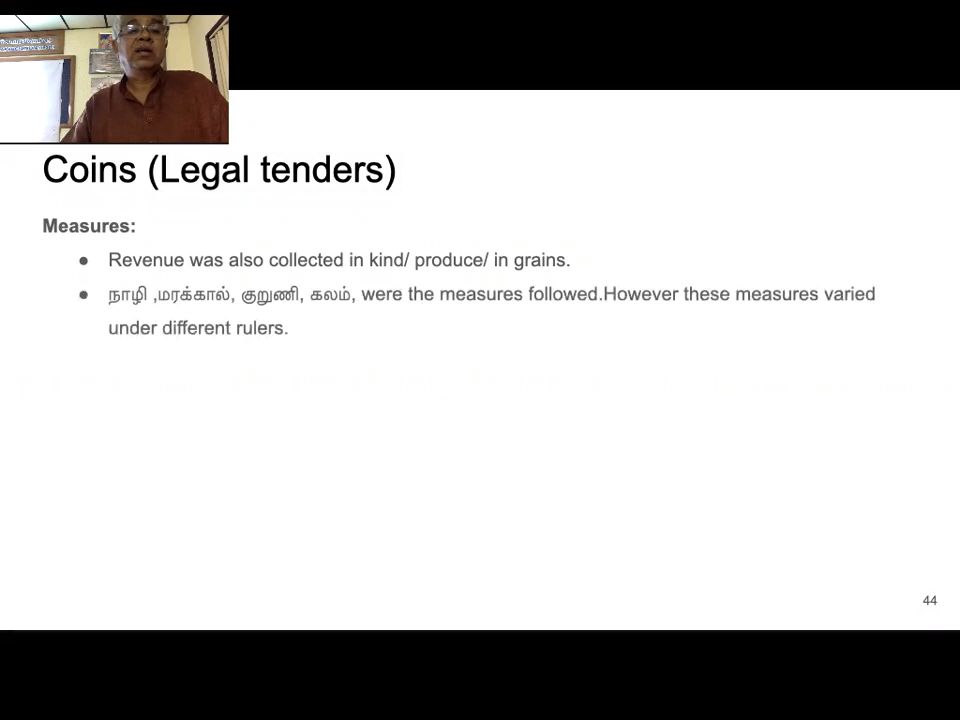 Coins (Legal tenders)
Measures:
● Revenue was also collected in kind/ produce/ in grains.
● நாழி ,மரக்கால், குறுணி, கலம், were the measures followed.However these measures varied
under different rulers.
44